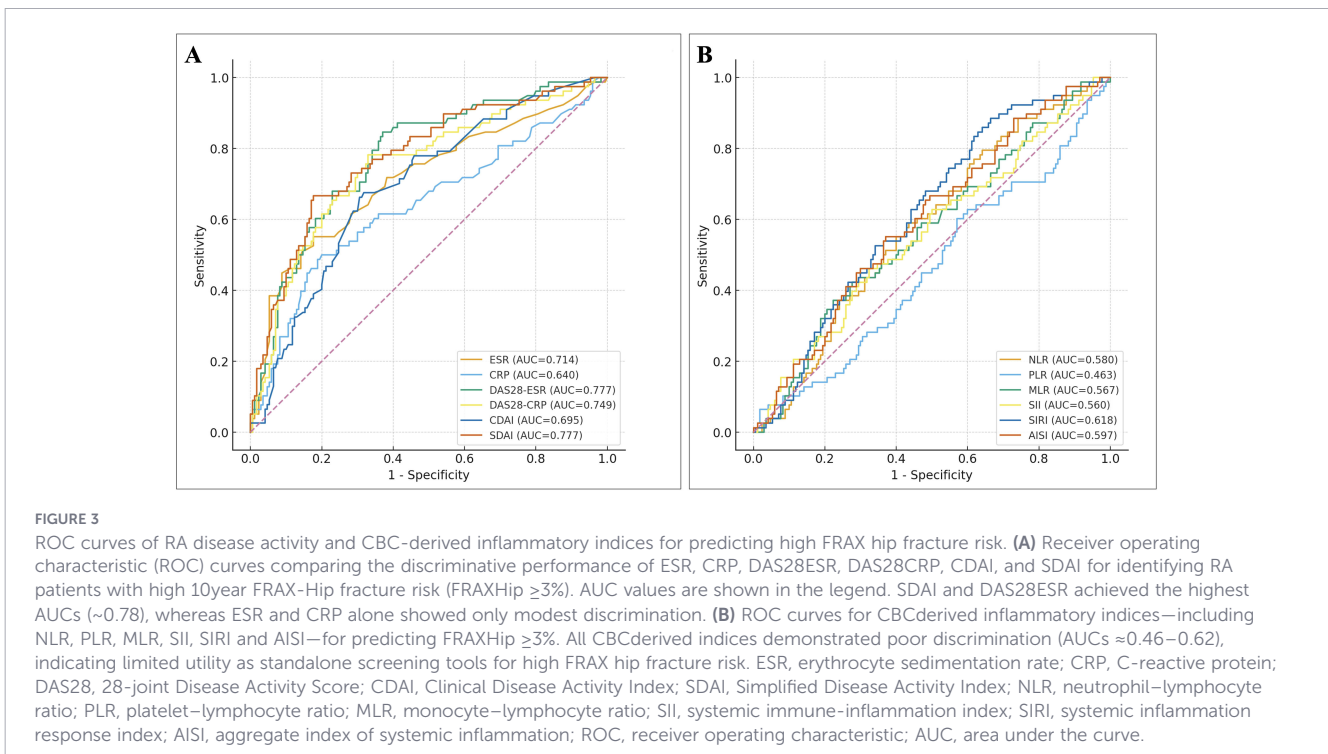 A
B
1.0
0.8
0.6
0.4
0.2
0.0
Sensitivity
0.0 0.2 0.4 0.6 0.8 1.0
1 - Specificity
ESR (AUC=0.714)
CRP (AUC=0.640)
DAS28-ESR (AUC=0.777)
DAS28-CRP (AUC=0.749)
CDAI (AUC=0.695)
SDAI (AUC=0.777)
1.0
0.8
0.6
0.4
0.2
0.0
Sensitivity
0.0 0.2 0.4 0.6 0.8 1.0
1 - Specificity
NLR (AUC=0.580)
PLR (AUC=0.463)
MLR (AUC=0.567)
SII (AUC=0.560)
SIRI (AUC=0.618)
AISI (AUC=0.597)
FIGURE 3
ROC curves of RA disease activity and CBC-derived inflammatory indices for predicting high FRAX hip fracture risk. (A) Receiver operating
characteristic (ROC) curves comparing the discriminative performance of ESR, CRP, DAS28ESR, DAS28CRP, CDAI, and SDAI for identifying RA
patients with high 10year FRAX-Hip fracture risk (FRAXHip ≥3%). AUC values are shown in the legend. SDAI and DAS28ESR achieved the highest
AUCs (~0.78), whereas ESR and CRP alone showed only modest discrimination. (B) ROC curves for CBCderived inflammatory indices—including
NLR, PLR, MLR, SII, SIRI and AISI—for predicting FRAXHip ≥3%. All CBCderived indices demonstrated poor discrimination (AUCs ≈0.46–0.62),
indicating limited utility as standalone screening tools for high FRAX hip fracture risk. ESR, erythrocyte sedimentation rate; CRP, C-reactive protein;
DAS28, 28-joint Disease Activity Score; CDAI, Clinical Disease Activity Index; SDAI, Simplified Disease Activity Index; NLR, neutrophil–lymphocyte
ratio; PLR, platelet–lymphocyte ratio; MLR, monocyte–lymphocyte ratio; SII, systemic immune-inflammation index; SIRI, systemic inflammation
response index; AISI, aggregate index of systemic inflammation; ROC, receiver operating characteristic; AUC, area under the curve.